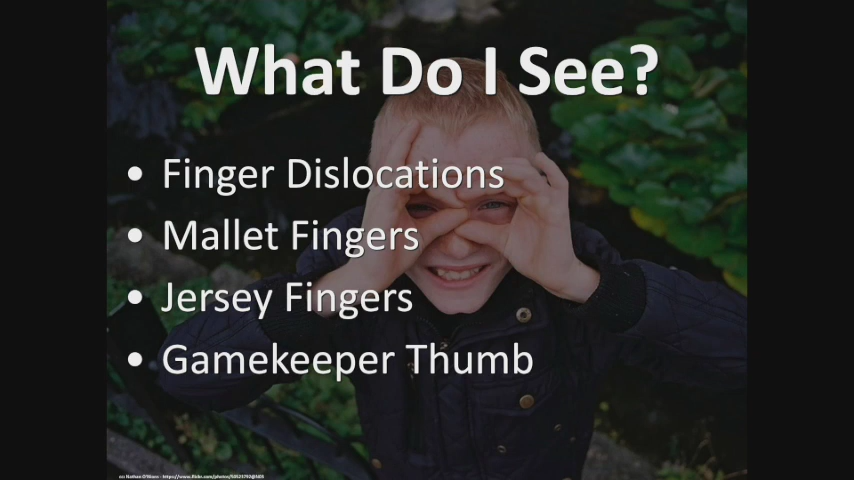 What Do I See?
• Finger Dislocations
• Mallet Fingers
• Jersey Fingers
• Gamekeeper Thumb